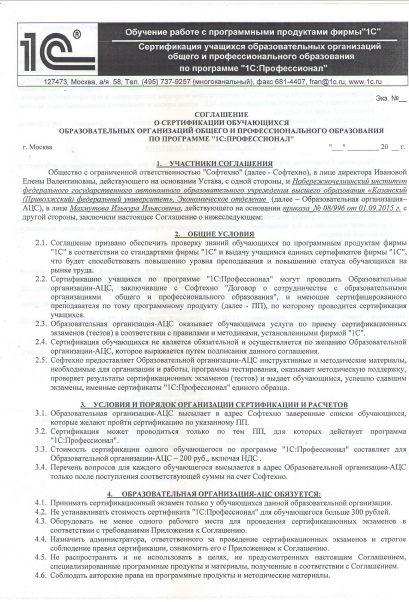 1С®
Обучение работе с программными продуктами фирмы"1С"
Сертификация учащихся образовательных организаций
общего и профессионального образования
по программе "1С:Профессионал"
127473, Москва, а/я 58, Тел. (495) 737-9257 (многоканальный), факс 681-4407, fran@1c.ru, www.1c.ru
Экз. №__
СОГЛАШЕНИЕ
О СЕРТИФИКАЦИИ ОБУЧАЮЩИХСЯ
ОБРАЗОВАТЕЛЬНЫХ ОРГАНИЗАЦИЙ ОБЩЕГО И ПРОФЕССИОНАЛЬНОГО ОБРАЗОВАНИЯ
ПО ПРОГРАММЕ "1С:ПРОФЕССИОНАЛ"
г. Москва "___" __________ 20 __ г.
1. УЧАСТНИКИ СОГЛАШЕНИЯ
Общество с ограниченной ответственностью "Софтехно" (далее - Софтехно), в лице директора Ивановой
Елены Валентиновны, действующего на основании Устава, с одной стороны, и Набережночелнинский институт
федерального государственного автономного образовательного учреждения высшего образования «Казанский
(Приволжский) федеральный университет», Экономическое отделение (далее – Образовательная организация–
АЦС), в лице Махмутова Ильнура Ильясовича, действующего на основании приказа № 08/996 от 01.09.2015 г. с
другой стороны, заключили настоящее Соглашение о нижеследующем:
2. ОБЩИЕ УСЛОВИЯ
2.1. Соглашение призвано обеспечить проверку знаний обучающихся по программным продуктам фирмы
"1С" в соответствии со стандартами фирмы "1С" и выдачу учащимся единых сертификатов фирмы "1С",
что будет способствовать повышению уровня преподавания и повышению статуса обучающихся на
рынке труда.
2.2. Сертификацию учащихся по программе "1С:Профессионал" могут проводить Образовательные
организации-АЦС, заключившие с Софтехно "Договор о сотрудничестве с образовательными
организациями общего и профессионального образования", и имеющие сертифицированного
преподавателя по тому программному продукту (далее - ПП), по которому проводится сертификация
учащихся.
2.3. Образовательная организация-АЦС оказывает обучающимся услуги по приему сертификационных
экзаменов (тестов) в соответствии с правилами и методиками, установленными фирмой "1С".
2.4. Сертификация обучающихся не является обязательной и осуществляется по желанию Образовательной
организации-АЦС, которое выражается путем подписания данного соглашения.
2.5. Софтехно предоставляет Образовательной организации-АЦС инструктивные и методические материалы,
необходимые для организации и работы, программы тестирования, оказывает методическую поддержку,
проверяет результаты сертификационных экзаменов (тестов) и выдает обучающимся, успешно сдавшим
экзамены, именные сертификаты "1С:Профессионал" единого образца.
3. УСЛОВИЯ И ПОРЯДОК ОРГАНИЗАЦИИ СЕРТИФИКАЦИИ И РАСЧЕТОВ
3.1. Образовательная организация-АЦС высылает в адрес Софтехно заверенные списки обучающихся,
которые желают пройти сертификацию по указанному ПП.
3.2. Сертификация может проводиться только по тем ПП, для которых действует программа
"1С:Профессионал".
3.3. Стоимость сертификации одного обучающегося по программе "1С:Профессионал" составляет для
Образовательной организации-АЦС – 200 руб., включая НДС .
3.4. Перечень вопросов для каждого обучающегося высылается в адрес Образовательной организации-АЦС
только после поступления соответствующей суммы на счет Софтехно.
4. ОБРАЗОВАТЕЛЬНАЯ ОРГАНИЗАЦИЯ-АЦС ОБЯЗУЕТСЯ:
4.1. Принимать сертификационный экзамен только у обучающихся данной образовательной организации.
4.2. Не устанавливать стоимость сертификата "1С:Профессионал" для обучающегося больше 300 рублей.
4.3. Оборудовать не менее одного рабочего места для проведения сертификационных экзаменов в
соответствии с требованиями Приложения к Соглашению.
4.4. Назначить администратора, ответственного за проведение сертификационных экзаменов и строгое
соблюдение правил сертификации, ознакомить его с Приложением к Соглашению.
4.5. Не распространять и не использовать в целях, не предусмотренных настоящим Соглашением,
специализированные программные продукты и материалы, полученные в соответствии с Соглашением.
4.6. Соблюдать авторские права на программные продукты и методические материалы.